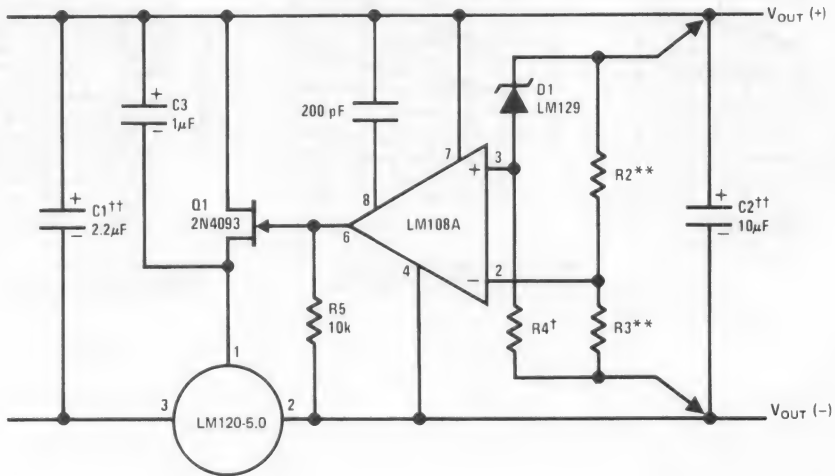 VOUT (+)
+
C3
1µF
−
200 pF
D1
LM129
7
3
+
R2**
+
C1††
2.2µF
−
Q1
2N4093
8
6
LM108A
+
C2††
10µF
−
4
−
2
R5
10k
R4†
R3**
1
3
LM120-5.0
2
VOUT (−)